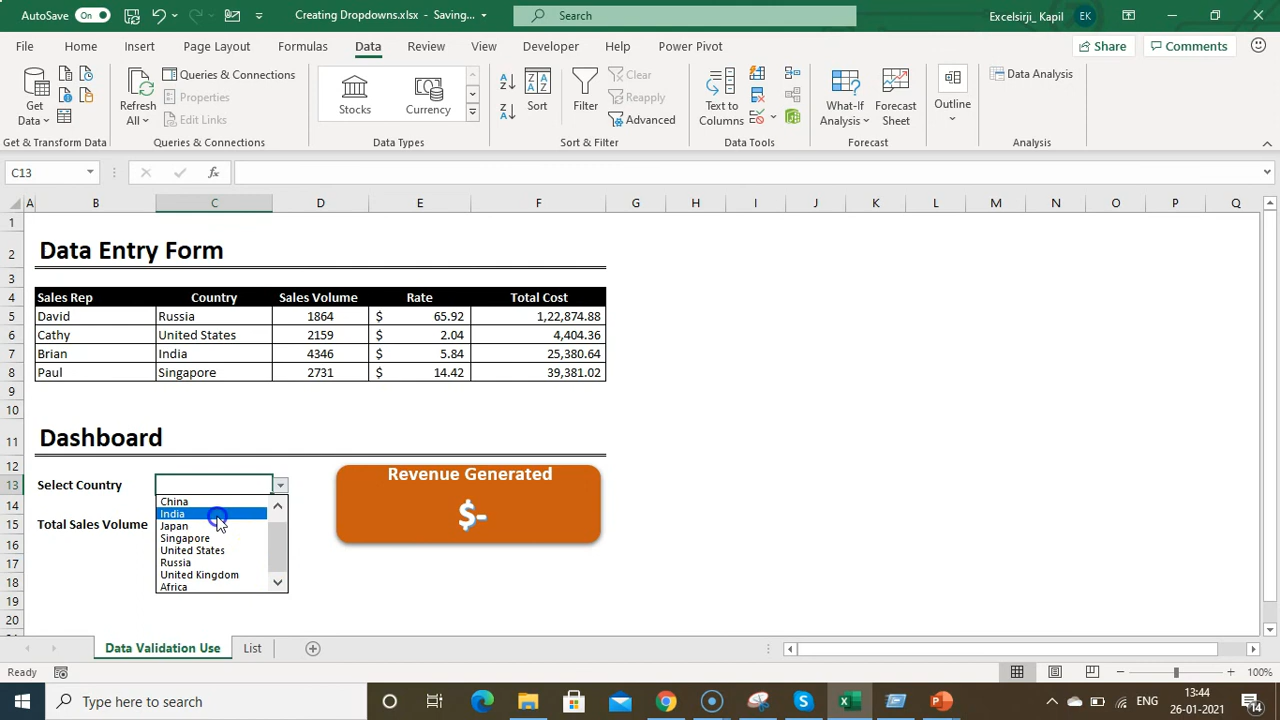 AutoSave On Creating Dropdowns.xlsx - Saving... Search Excelsirji_ Kapil EK
File Home Insert Page Layout Formulas Data Review View Developer Help Power Pivot Share Comments
Get Data
Refresh All
Queries & Connections
Properties
Edit Links
Stocks
Currency
Sort
Filter
Clear
Reapply
Advanced
Text to Columns
What-If Analysis
Forecast Sheet
Outline
Data Analysis
Get & Transform Data Queries & Connections Data Types Sort & Filter Data Tools Forecast Analysis
C13 fx
A B C D E F G H I J K L M N O P Q
1
2 Data Entry Form
3
4 Sales Rep Country Sales Volume Rate Total Cost
5 David Russia 1864 $ 65.92 1,22,874.88
6 Cathy United States 2159 $ 2.04 4,404.36
7 Brian India 4346 $ 5.84 25,380.64
8 Paul Singapore 2731 $ 14.42 39,381.02
9
10
11 Dashboard
12
13 Select Country
14
15 Total Sales Volume
16
17
18
19
20
China
India
Japan
Singapore
United States
Russia
United Kingdom
Africa
Revenue Generated
$-
Data Validation Use List
Ready 100%
Type here to search ENG 13:44
26-01-2021
14